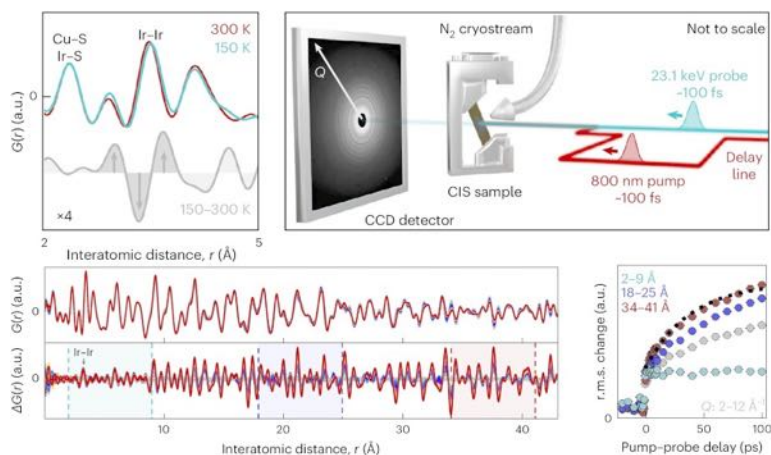 Cu–S
Ir–S
Ir–Ir
300 K
150 K
G(r) (a.u.)
0
×4
150–300 K
2
5
Interatomic distance, r (Å)
N₂ cryostream
Not to scale
Q
23.1 keV probe
~100 fs
Delay
line
800 nm pump
~100 fs
CIS sample
CCD detector
G(r) (a.u.)
0
ΔG(r) (a.u.)
0
Ir–Ir
10
20
30
40
Interatomic distance, r (Å)
r.m.s. change (a.u.)
2–9 Å
18–25 Å
34–41 Å
Q: 2–12 Å⁻¹
0
50
100
Pump–probe delay (ps)